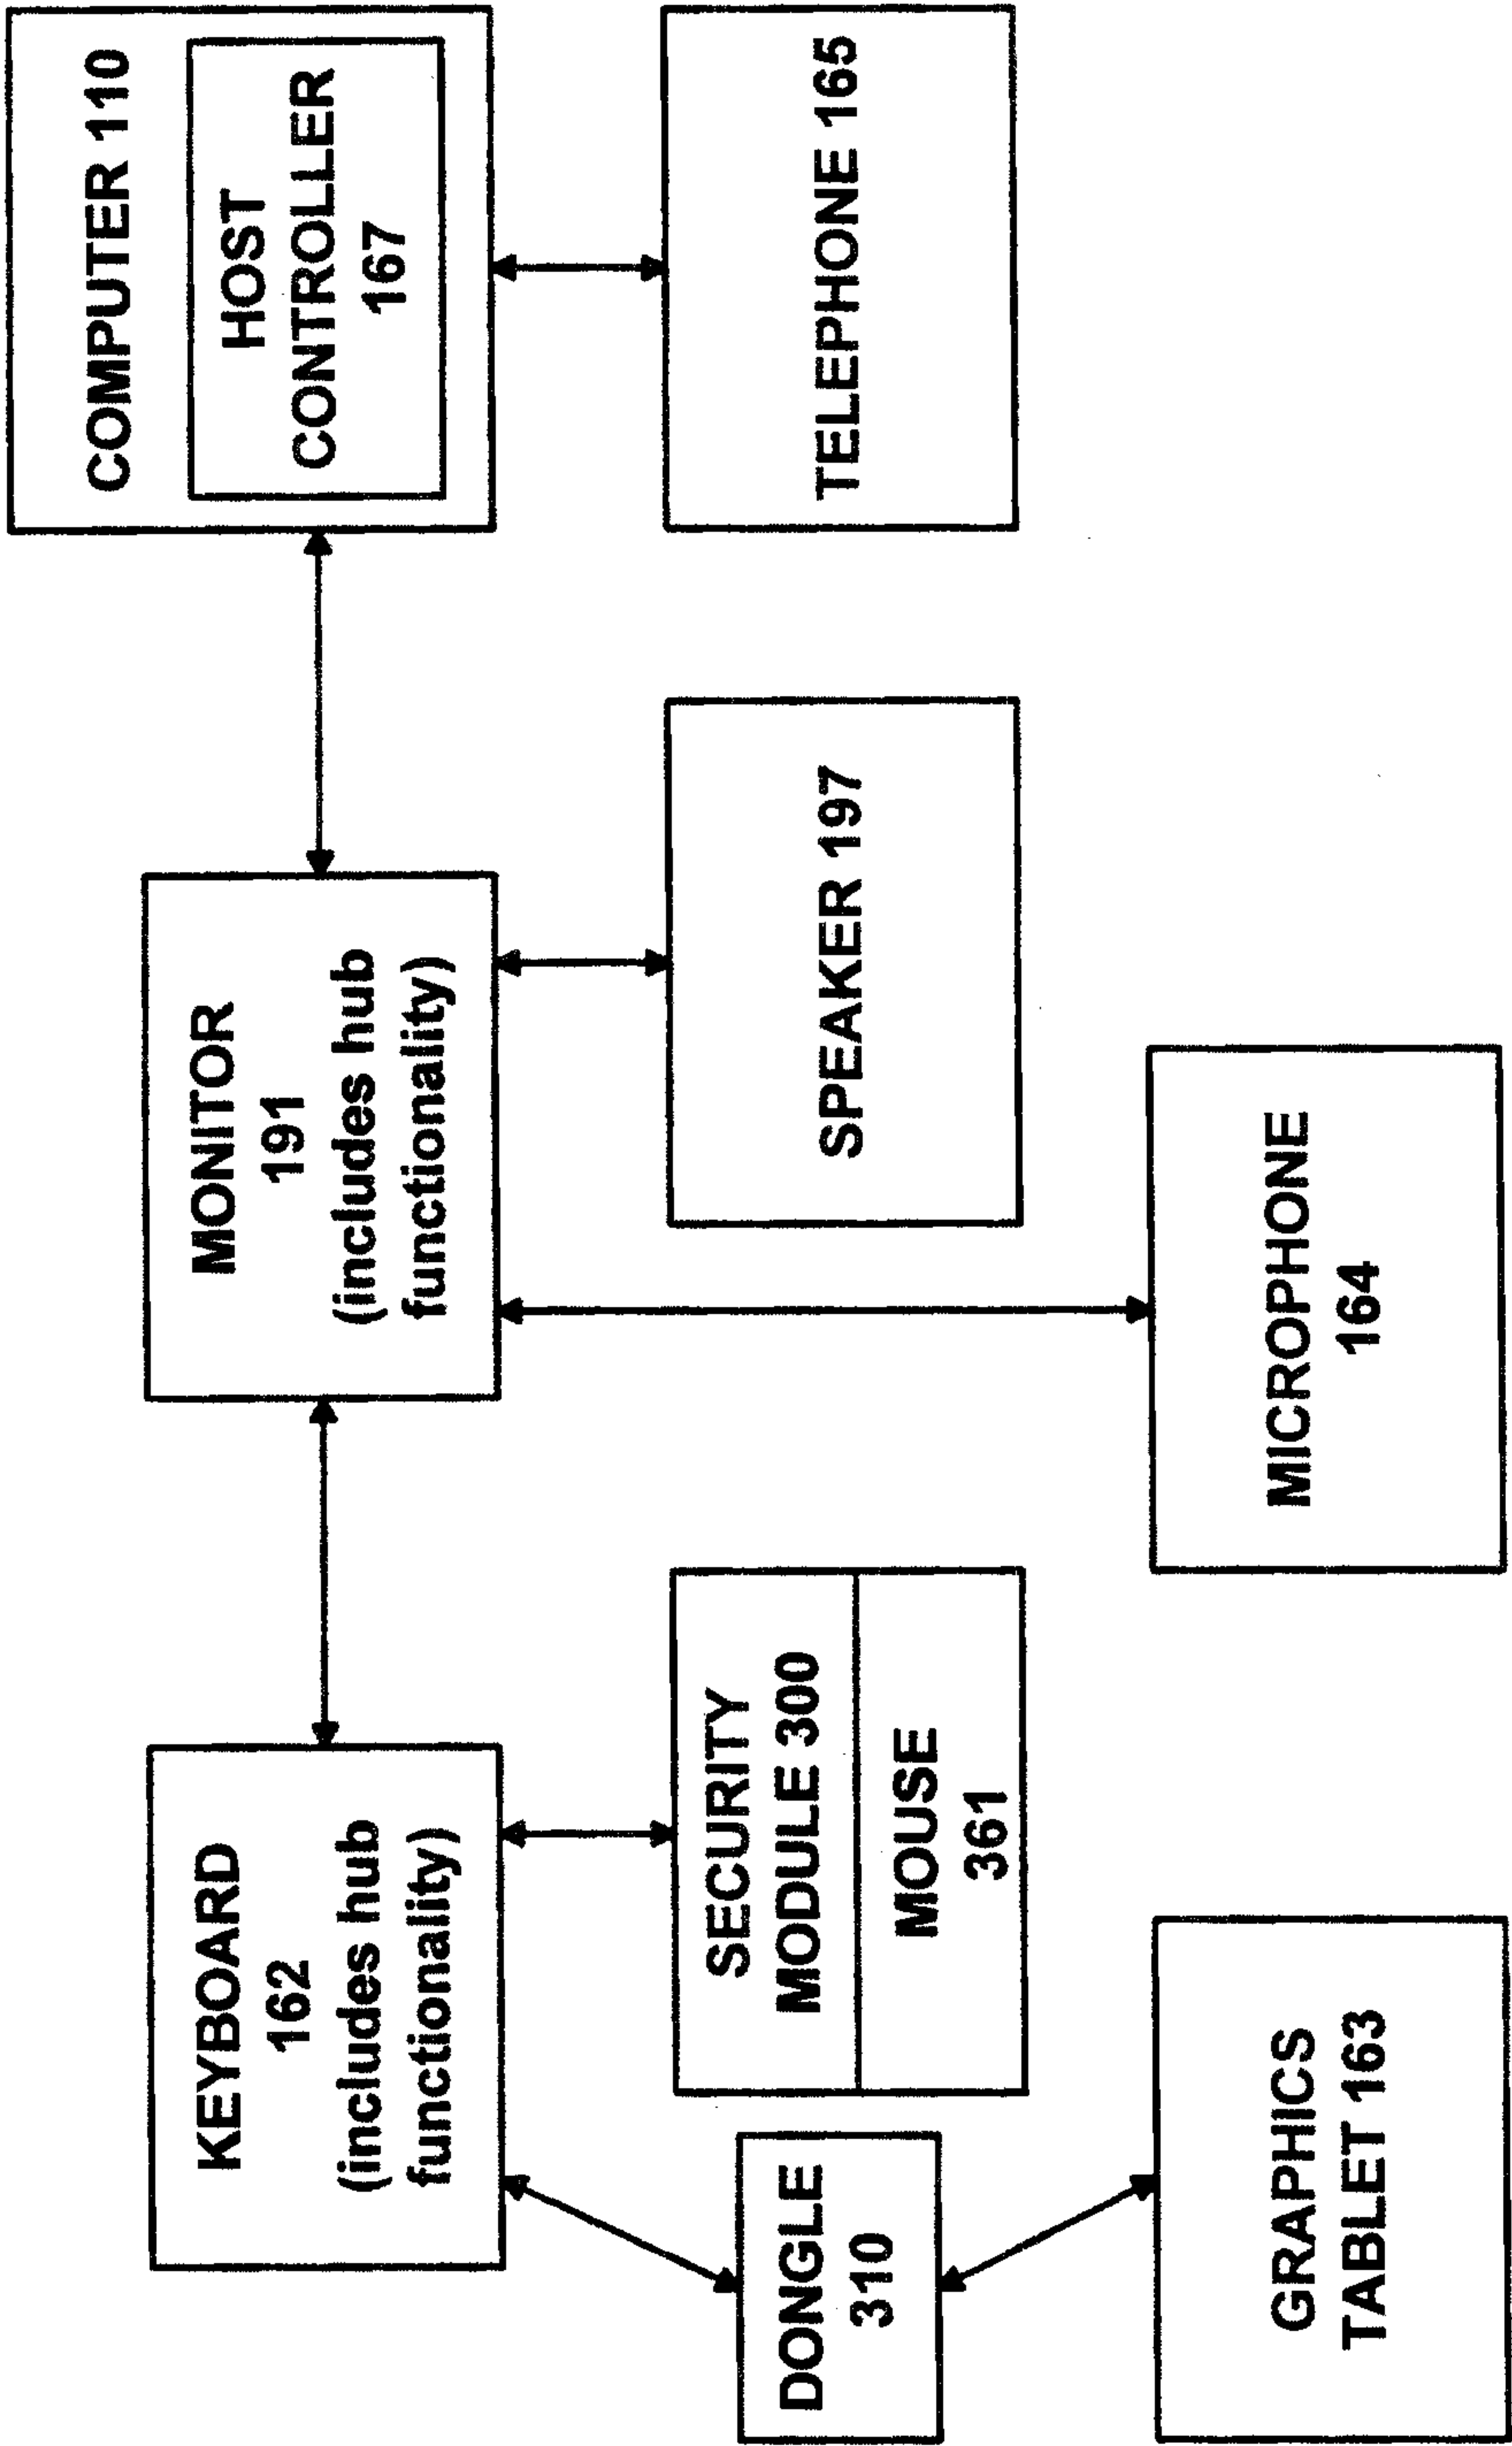 COMPUTER 110
HOST
CONTROLLER
167
TELEPHONE 165
MONITOR
191
(includes hub
functionality)
SPEAKER 197
MICROPHONE
164
KEYBOARD
162
(includes hub
functionality)
SECURITY
MODULE 300
MOUSE
361
DONGLE
310
GRAPHICS
TABLET 163